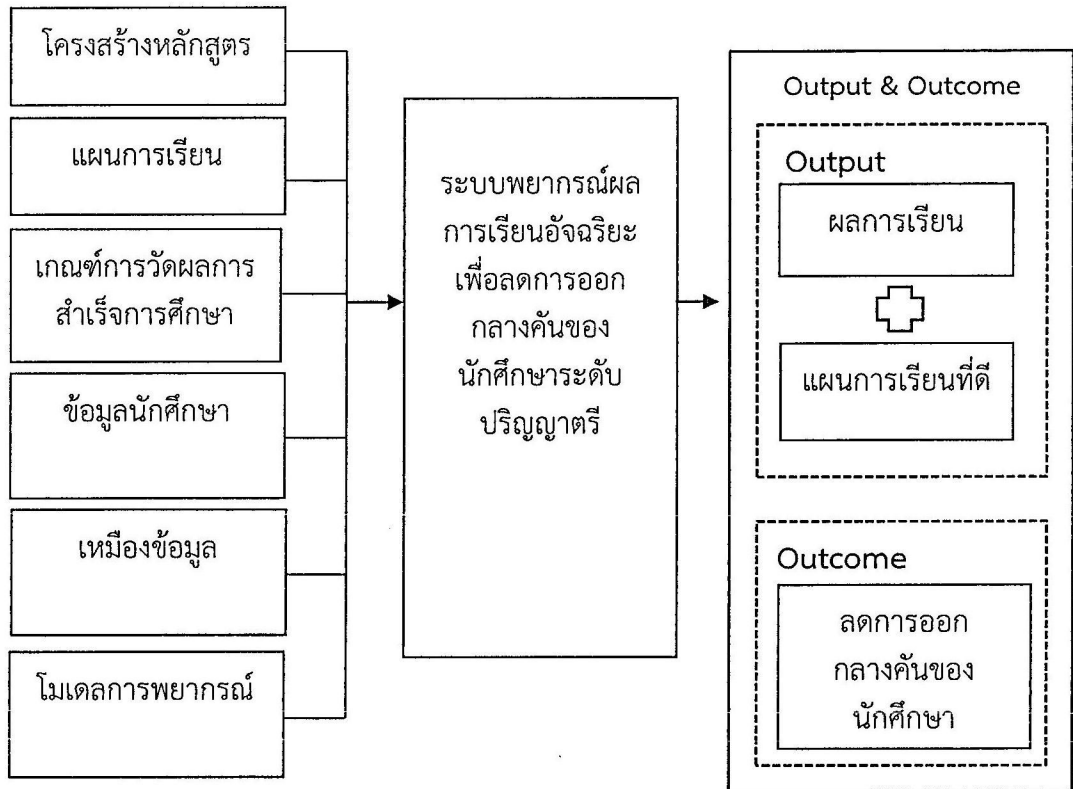 โครงสร้างหลักสูตร
แผนการเรียน
เกณฑ์การวัดผลการ
สำเร็จการศึกษา
ข้อมูลนักศึกษา
เหมืองข้อมูล
โมเดลการพยากรณ์
ระบบพยากรณ์ผล
การเรียนอัจฉริยะ
เพื่อลดการออก
กลางคันของ
นักศึกษาระดับ
ปริญญาตรี
Output & Outcome
Output
ผลการเรียน
แผนการเรียนที่ดี
Outcome
ลดการออก
กลางคันของ
นักศึกษา